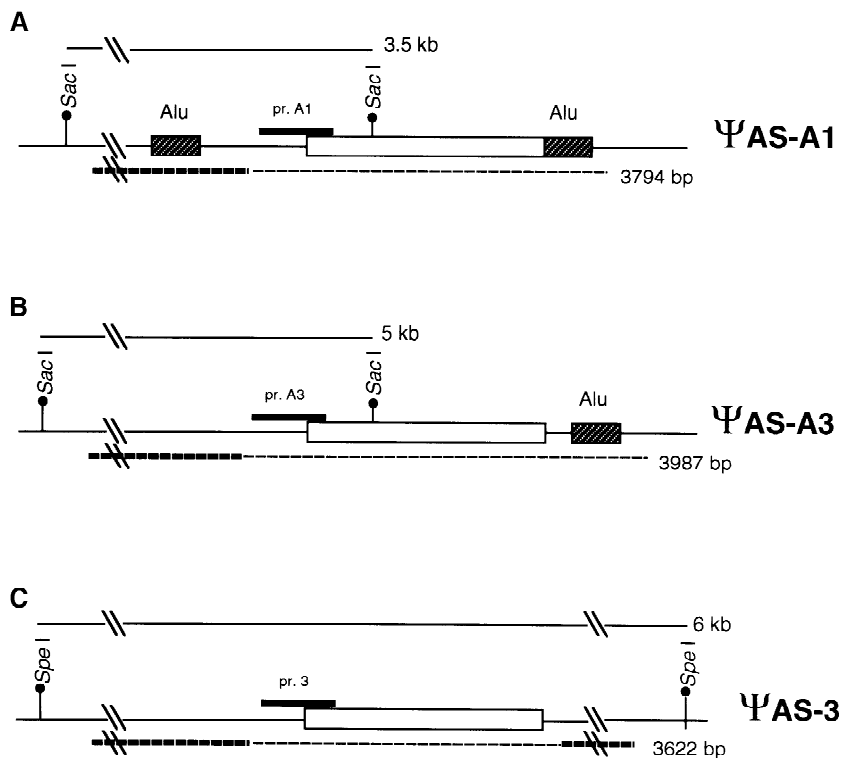 A
3.5 kb
Sac I
Alu
pr. A1
Sac I
Alu
ΨAS-A1
3794 bp
B
5 kb
Sac I
pr. A3
Sac I
Alu
ΨAS-A3
3987 bp
C
6 kb
Spe I
pr. 3
Spe I
ΨAS-3
3622 bp